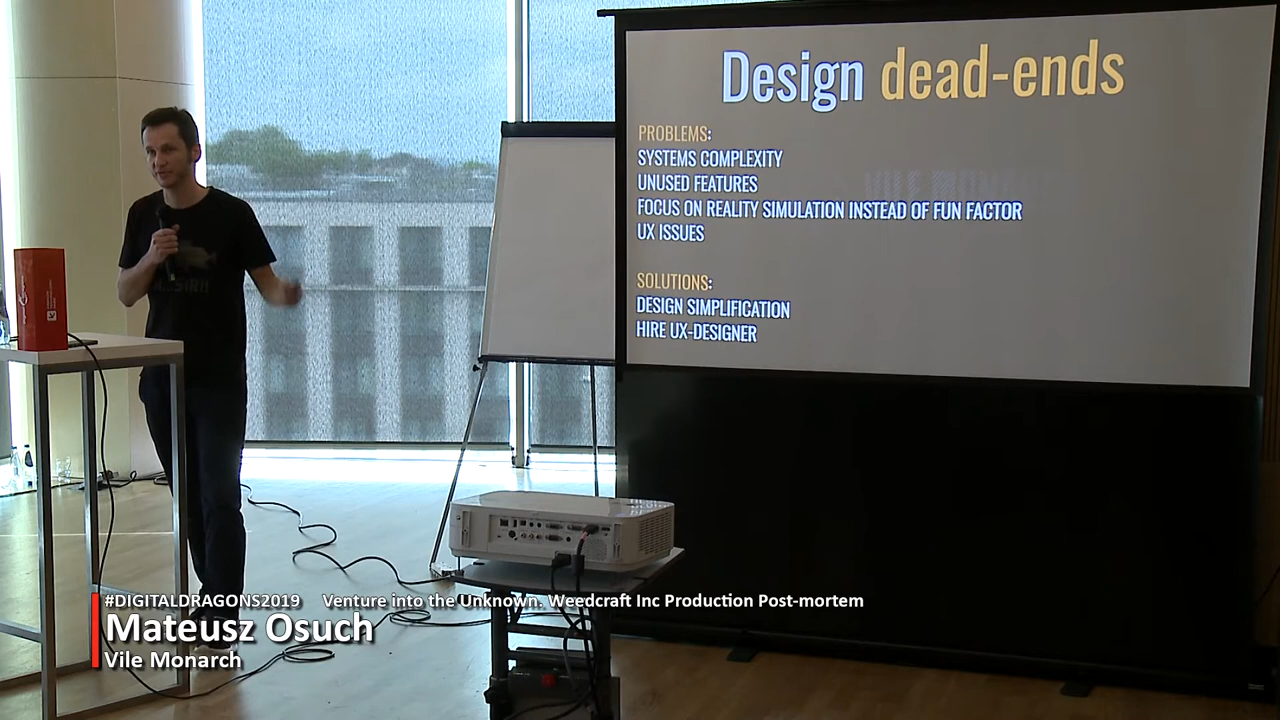 Design dead-ends
PROBLEMS:
SYSTEMS COMPLEXITY
UNUSED FEATURES
FOCUS ON REALITY SIMULATION INSTEAD OF FUN FACTOR
UX ISSUES
SOLUTIONS:
DESIGN SIMPLIFICATION
HIRE UX-DESIGNER
#DIGITALDRAGONS2019 Venture into the Unknown. Weedcraft Inc Production Post-mortem
Mateusz Osuch
Vile Monarch